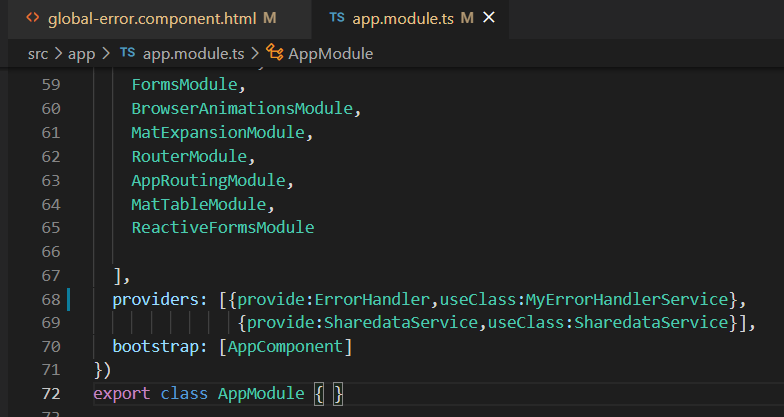 <> global-error.component.html M
TS app.module.ts M ×
src > app > TS app.module.ts > AppModule
59 FormsModule,
60 BrowserAnimationsModule,
61 MatExpansionModule,
62 RouterModule,
63 AppRoutingModule,
64 MatTableModule,
65 ReactiveFormsModule
66
67 ],
68 providers: [{provide:ErrorHandler,useClass:MyErrorHandlerService},
69 {provide:SharedataService,useClass:SharedataService}],
70 bootstrap: [AppComponent]
71 })
72 export class AppModule { }